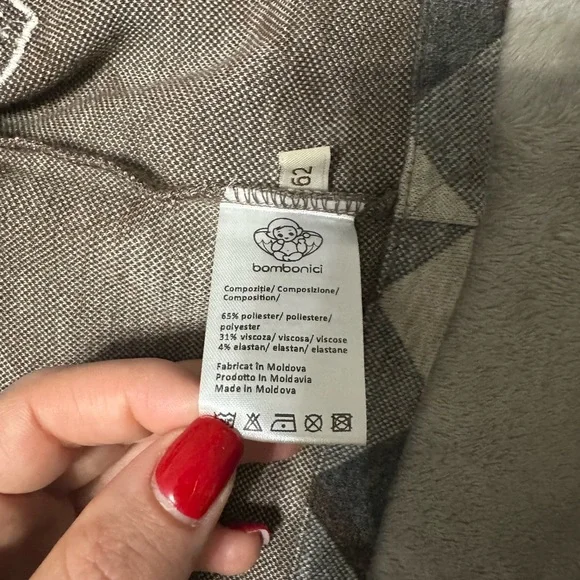 62
bombonici
Compoziție/ Composizione/
Composition/
65% poliester/ poliestere/
polyester
31% viscoza/ viscosa/ viscose
4% elastan/ elastan/ elastane
Fabricat în Moldova
Prodotto in Moldavia
Made in Moldova